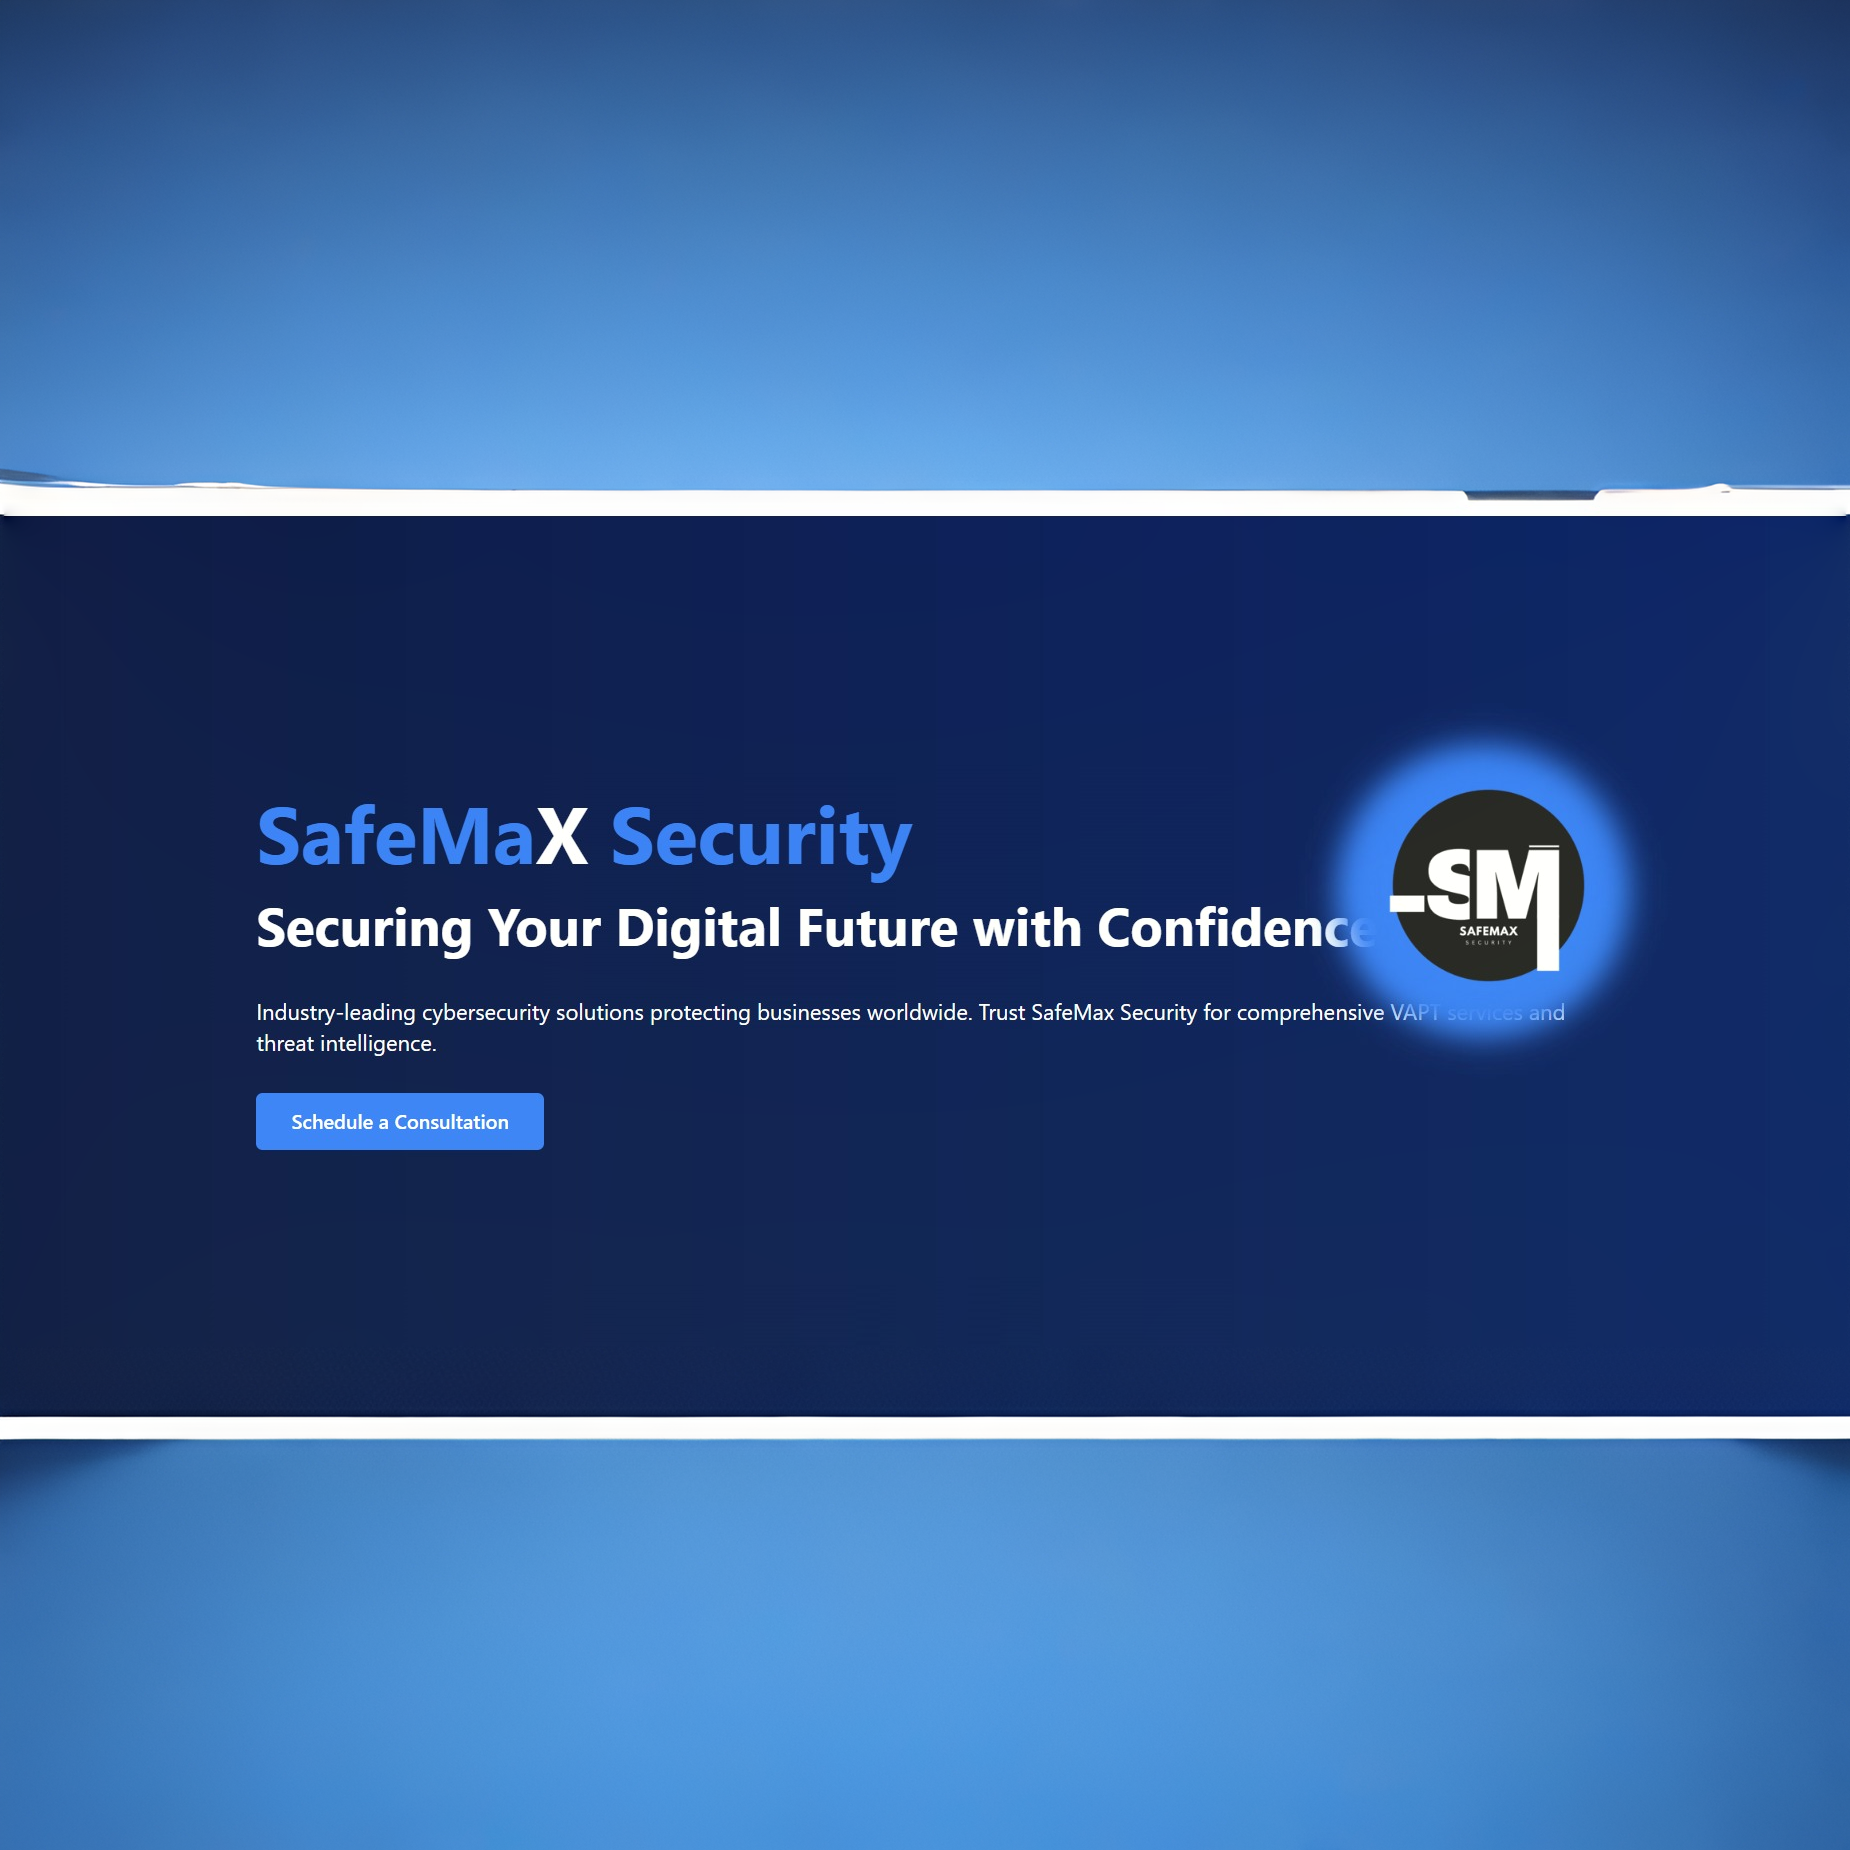 SafeMaX Security
Securing Your Digital Future with Confidence
SM
SAFEMAX
SECURITY
Industry-leading cybersecurity solutions protecting businesses worldwide. Trust SafeMax Security for comprehensive VAPT services and
threat intelligence.
Schedule a Consultation